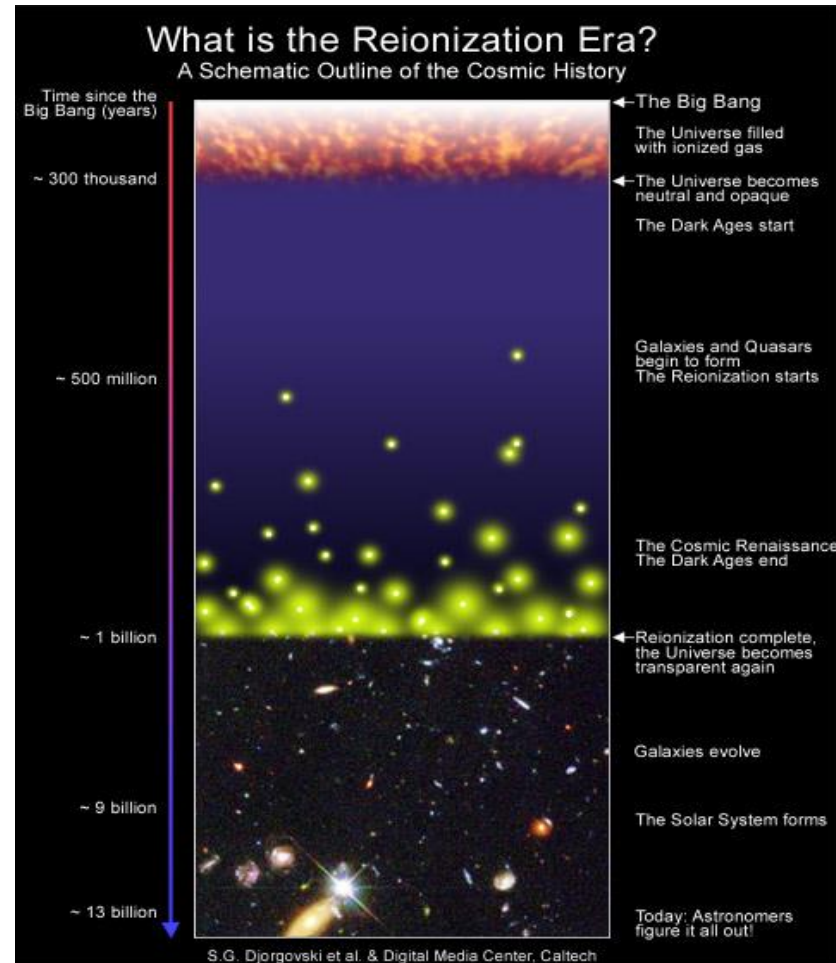 What is the Reionization Era?
A Schematic Outline of the Cosmic History
Time since the
Big Bang (years)
The Big Bang
The Universe filled
with ionized gas
~ 300 thousand
The Universe becomes
neutral and opaque
The Dark Ages start
Galaxies and Quasars
begin to form
~ 500 million
The Reionization starts
The Cosmic Renaissance
The Dark Ages end
~ 1 billion
Reionization complete,
the Universe becomes
transparent again
Galaxies evolve
~ 9 billion
The Solar System forms
~ 13 billion
Today: Astronomers
figure it all out!
S.G. Djorgovski et al. & Digital Media Center, Caltech